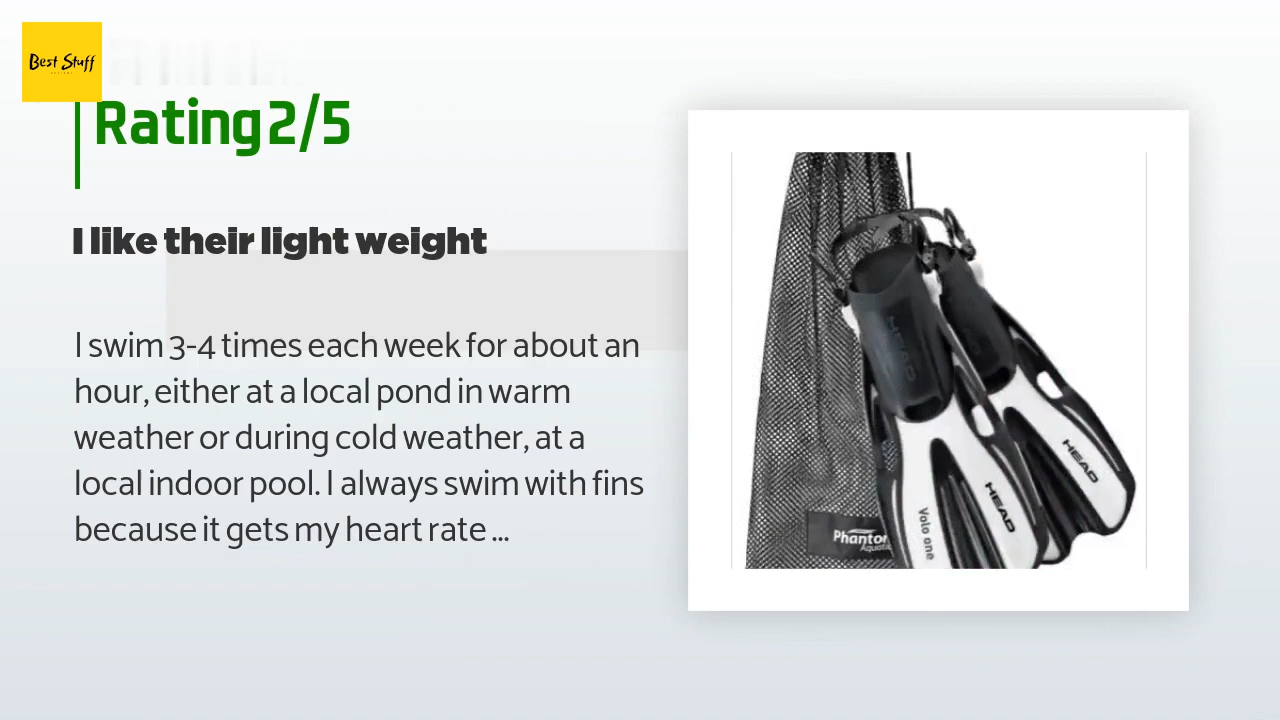 Best Stuff
Rating 2/5
I like their light weight
I swim 3-4 times each week for about an
hour, either at a local pond in warm
weather or during cold weather, at a
local indoor pool. I always swim with fins
because it gets my heart rate ...
HEAD
HEAD
HEAD
Volo one
Phantom
Aquatic